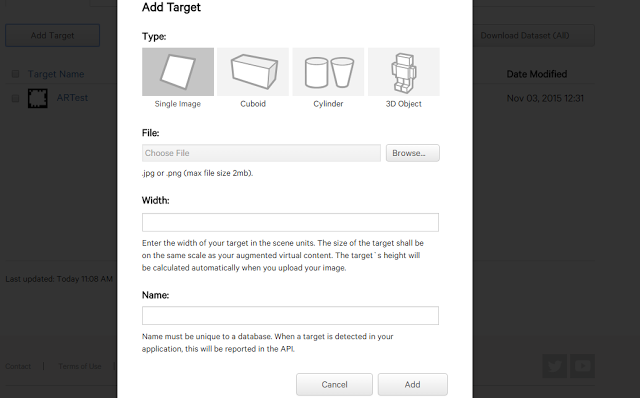 Add Target
Type:
Single Image
Cuboid
Cylinder
3D Object
File:
Choose File
Browse...
.jpg or .png (max file size 2mb).
Width:
Enter the width of your target in the scene units. The size of the target shall be
on the same scale as your augmented virtual content. The target`s height will
be calculated automatically when you upload your image.
Name:
Name must be unique to a database. When a target is detected in your
application, this will be reported in the API.
Cancel
Add
Add Target
Download Dataset (All)
Target Name
Date Modified
ARTest
Nov 03, 2015 12:31
Last updated: Today 11:08 AM
Contact
Terms of Use